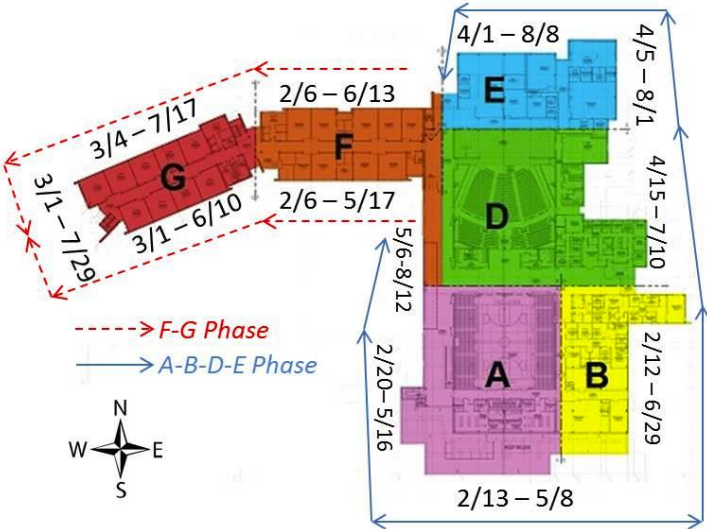 4/1 – 8/8
4/5 – 8/1
E
2/6 – 6/13
3/4 – 7/17
F
G
D
4/15 – 7/10
3/1 – 7/29
3/1 – 6/10
2/6 – 5/17
5/6-8/12
F-G Phase
A-B-D-E Phase
2/20– 5/16
A
B
2/12 – 6/29
N
W
E
S
2/13 – 5/8